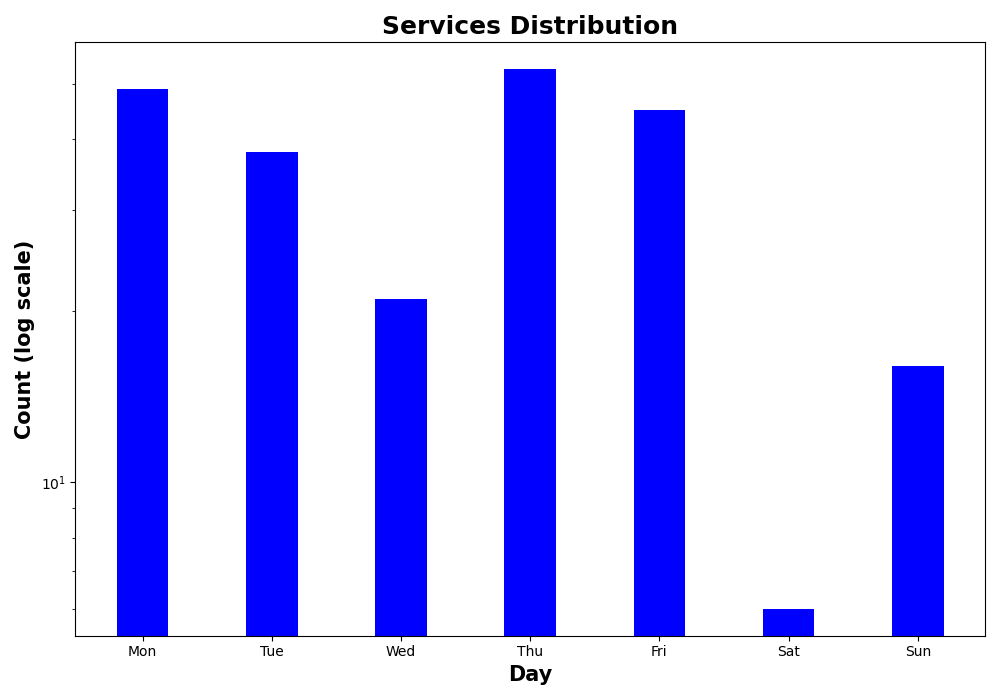 Services Distribution
Count (log scale)
10¹
Mon Tue Wed Thu Fri Sat Sun
Day